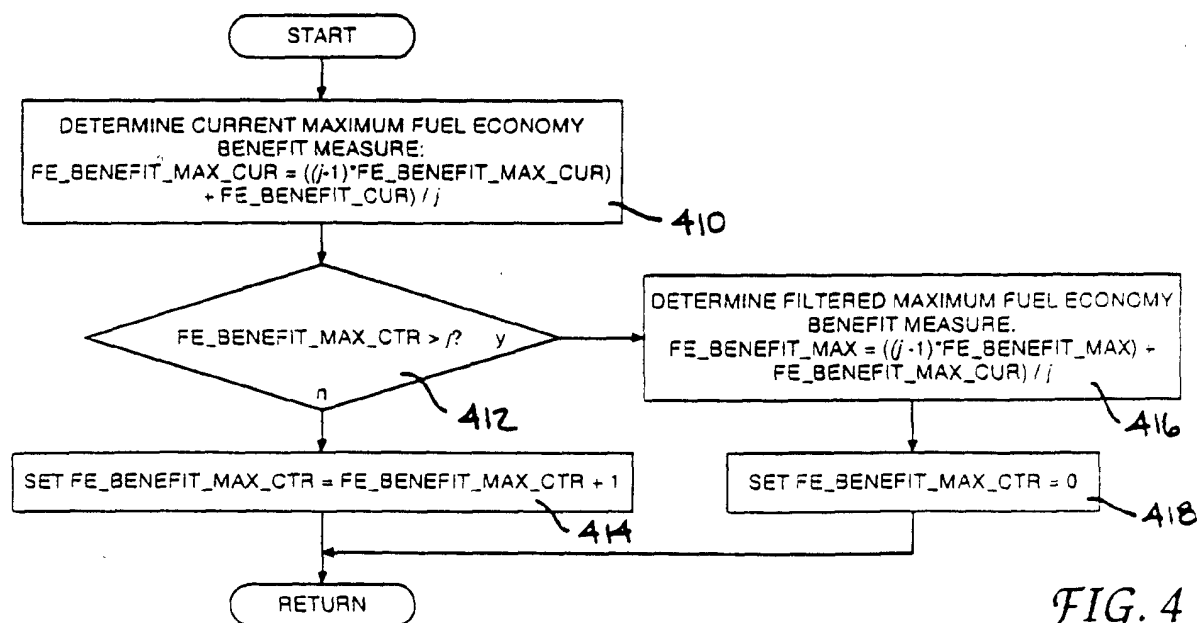 START
DETERMINE CURRENT MAXIMUM FUEL ECONOMY
BENEFIT MEASURE:
FE_BENEFIT_MAX_CUR = ((j-1)*FE_BENEFIT_MAX_CUR)
+ FE_BENEFIT_CUR) / j
410
FE_BENEFIT_MAX_CTR > j?
y
n
412
DETERMINE FILTERED MAXIMUM FUEL ECONOMY
BENEFIT MEASURE.
FE_BENEFIT_MAX = ((j -1)*FE_BENEFIT_MAX) +
FE_BENEFIT_MAX_CUR) / j
416
SET FE_BENEFIT_MAX_CTR = FE_BENEFIT_MAX_CTR + 1
414
SET FE_BENEFIT_MAX_CTR = 0
418
RETURN
FIG. 4